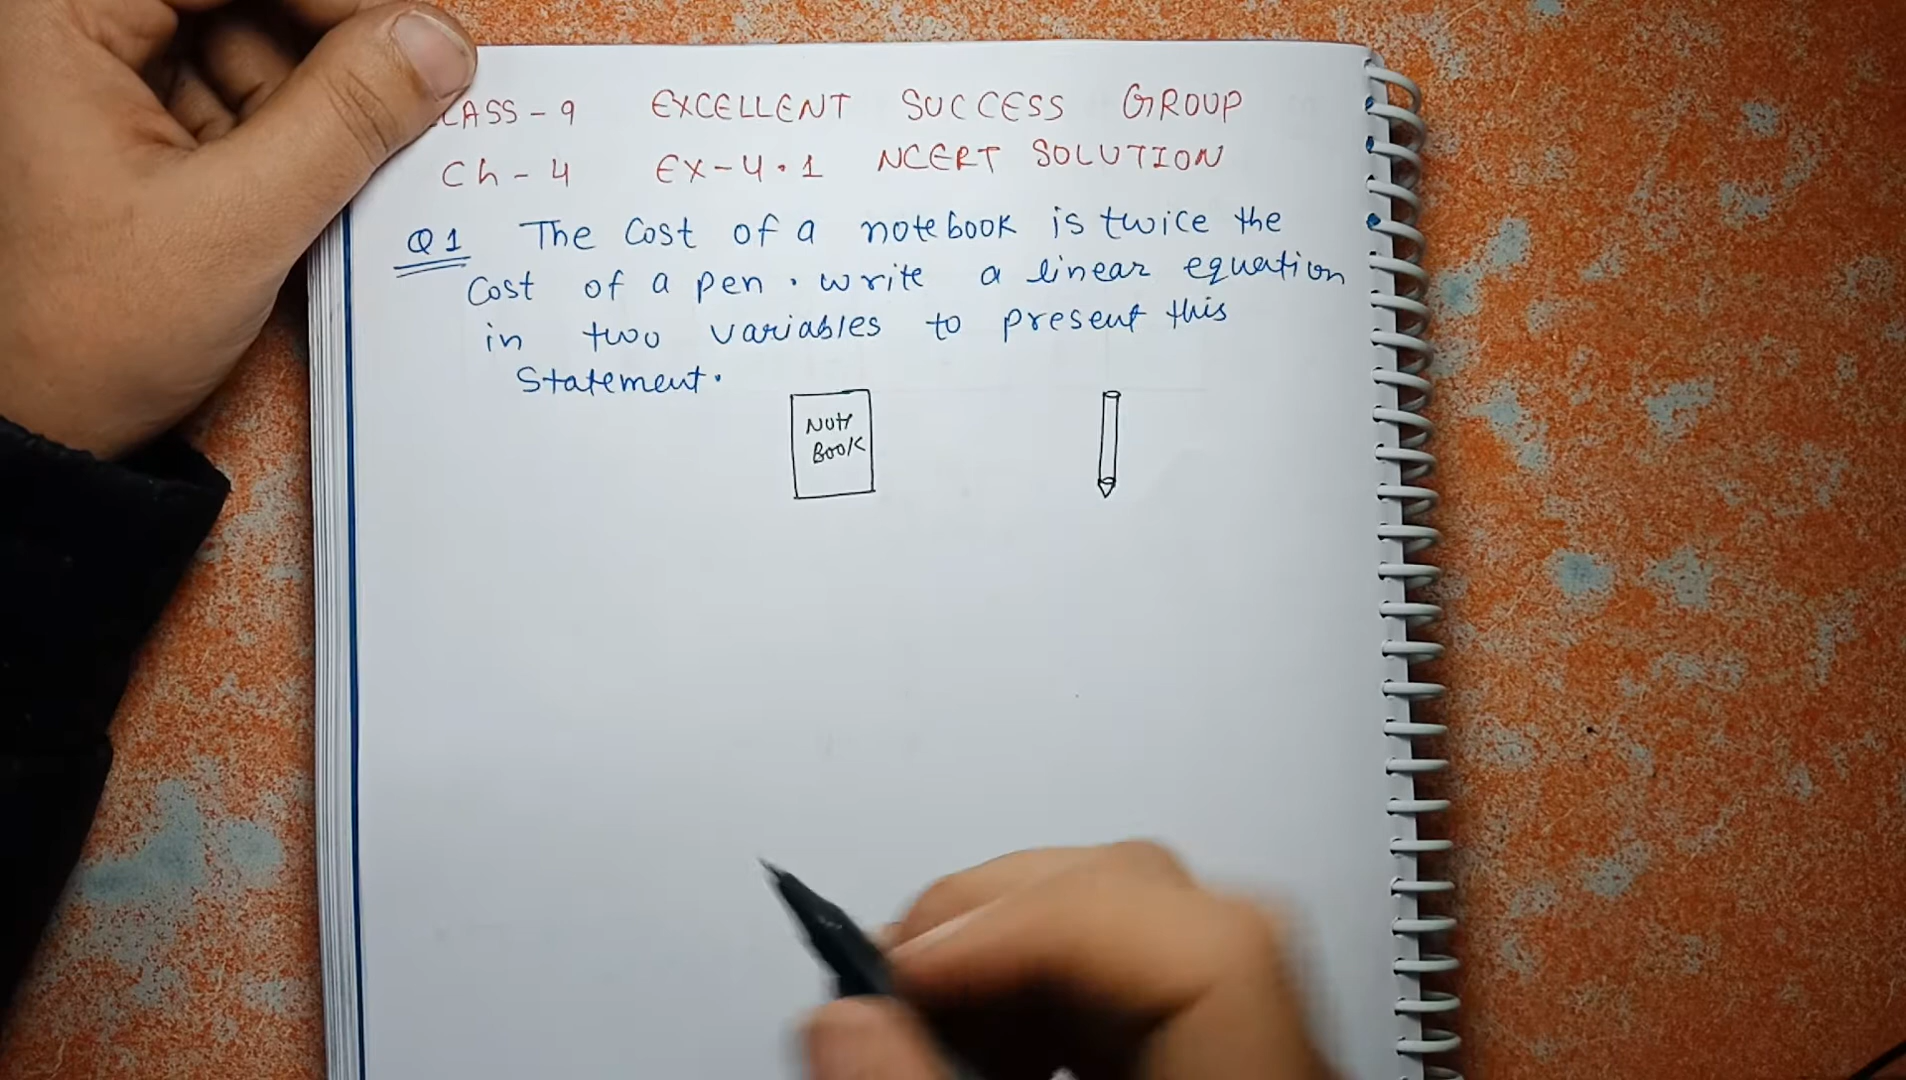 CLASS - 9 EXCELLENT SUCCESS GROUP
Ch - 4 EX - 4.1 NCERT SOLUTION
Q1 The Cost of a notebook is twice the
Cost of a pen. write a linear equation
in two variables to present this
Statement.
Note
Book